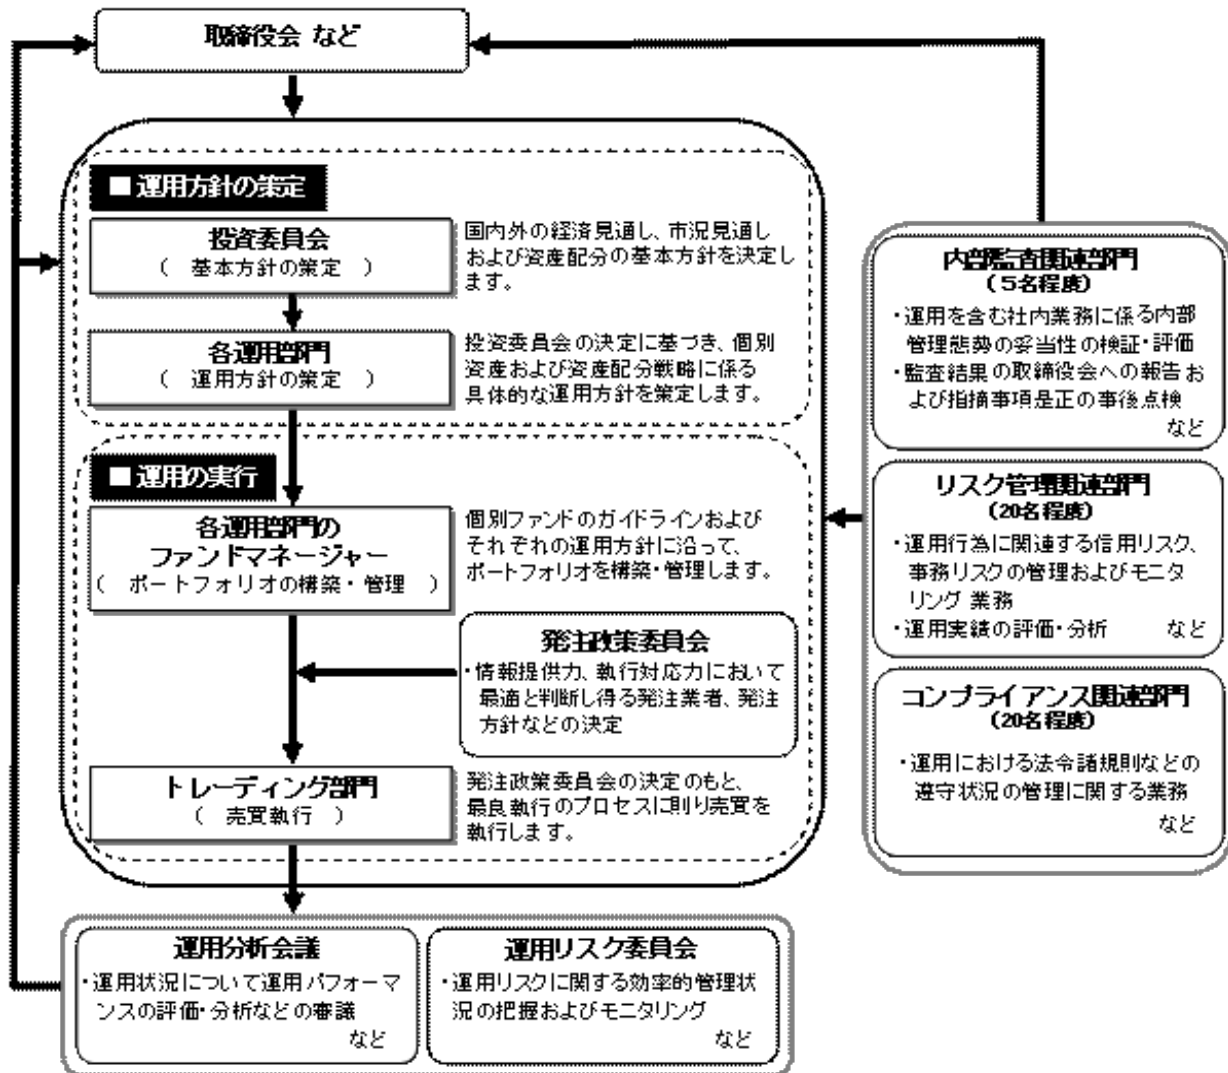 取締役会 など
■ 運用方針の策定
投資委員会
( 基本方針の策定 )
国内外の経済見通し、市況見通し
および資産配分の基本方針を決定し
ます。
各運用部門
( 運用方針の策定 )
投資委員会の決定に基づき、個別
資産および資産配分戦略に係る
具体的な運用方針を策定します。
■ 運用の実行
各運用部門の
ファンドマネージャー
( ポートフォリオの構築・管理 )
個別ファンドのガイドラインおよび
それぞれの運用方針に沿って、
ポートフォリオを構築・管理します。
発注政策委員会
・情報提供力、執行対応力において
最適と判断し得る発注業者、発注
方針などの決定
トレーディング部門
( 売買執行 )
発注政策委員会の決定のもと、
最良執行のプロセスに則り売買を
執行します。
運用分析会議
・運用状況について運用パフォーマ
ンスの評価・分析などの審議
など
運用リスク委員会
・運用リスクに関する効率的管理状
況の把握およびモニタリング
など
内部監査関連部門
(5名程度)
・運用を含む社内業務に係る内部
管理態勢の妥当性の検証・評価
・監査結果の取締役会への報告お
よび指摘事項是正の事後点検
など
リスク管理関連部門
(20名程度)
・運用行為に関連する信用リスク、
事務リスクの管理およびモニタ
リング 業務
・運用実績の評価・分析 など
コンプライアンス関連部門
(20名程度)
・運用における法令諸規則などの
遵守状況の管理に関する業務
など